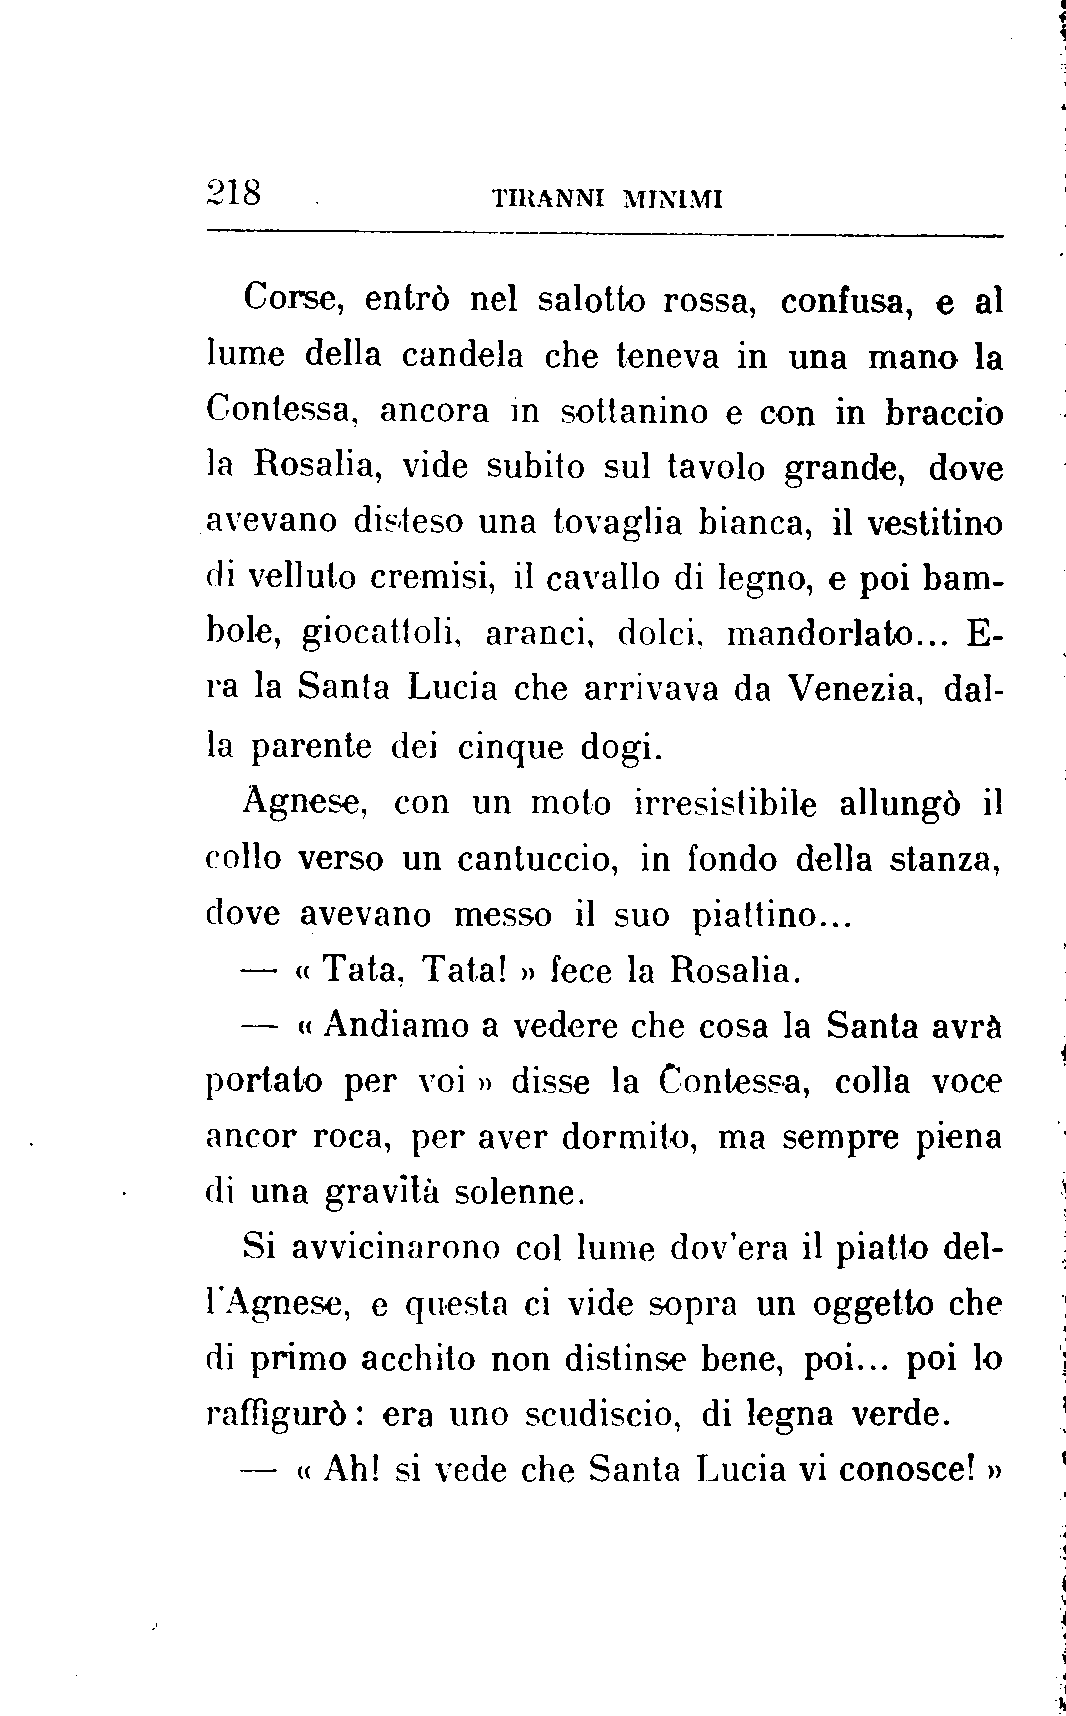 218 TIRANNI MINIMI
Corse, entrò nel salotto rossa, confusa, e al
lume della candela che teneva in una mano la
Contessa, ancora in sottanino e con in braccio
la Rosalia, vide subito sul tavolo grande, dove
avevano disteso una tovaglia bianca, il vestitino
di velluto cremisi, il cavallo di legno, e poi bam-
bole, giocattoli, aranci, dolci, mandorlato... E-
ra la Santa Lucia che arrivava da Venezia, dal-
la parente dei cinque dogi.
Agnese, con un moto irresistibile allungò il
collo verso un cantuccio, in fondo della stanza,
dove avevano messo il suo piattino...
— « Tata, Tata! » fece la Rosalia.
— « Andiamo a vedere che cosa la Santa avrà
portato per voi » disse la Contessa, colla voce
ancor roca, per aver dormito, ma sempre piena
di una gravità solenne.
Si avvicinarono col lume dov'era il piatto del-
l'Agnese, e questa ci vide sopra un oggetto che
di primo acchito non distinse bene, poi... poi lo
raffigurò : era uno scudiscio, di legna verde.
— « Ah! si vede che Santa Lucia vi conosce! »